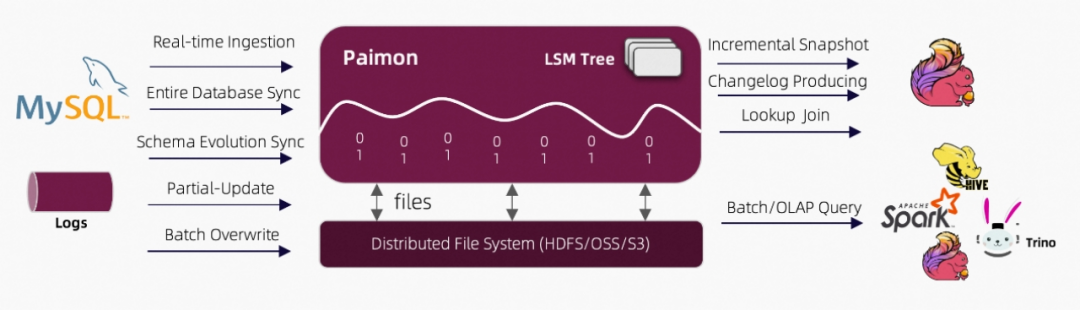 Real-time Ingestion
Entire Database Sync
Schema Evolution Sync
Partial-Update
Batch Overwrite
MySQL™
Logs
Paimon
LSM Tree
0 0 0 0 0 0 0
1 1 1 1 1 1 1
files
Distributed File System (HDFS/OSS/S3)
Incremental Snapshot
Changelog Producing
Lookup Join
Batch/OLAP Query
HIVE
APACHE
Spark
Trino